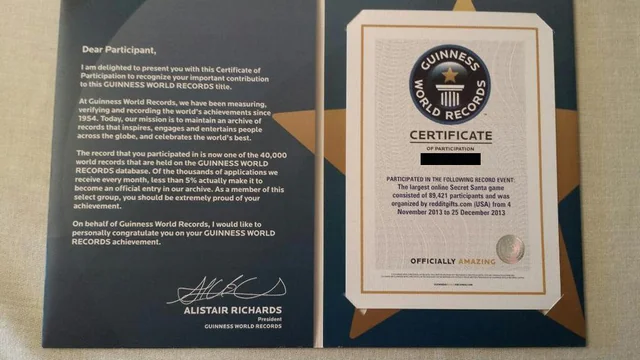 Dear Participant,
I am delighted to present you with this Certificate of
Participation to recognize your important contribution
to this GUINNESS WORLD RECORDS title.
At Guinness World Records, we have been measuring,
verifying and recording the world's achievements since
1954. Today, our mission is to maintain an archive of
records that inspires, engages and entertains people
across the globe, and celebrates the world's best.
The record that you participated in is now one of the 40,000
world records that are held on the GUINNESS WORLD
RECORDS database. Of the thousands of applications we
receive every month, less than 5% actually make it to
become an official entry in our archive. As a member of this
select group, you should be extremely proud of your
achievement.
On behalf of Guinness World Records, I would like to
personally congratulate you on your GUINNESS WORLD
RECORDS achievement.
ALISTAIR RICHARDS
President
GUINNESS WORLD RECORDS
GUINNESS
WORLD RECORDS
CERTIFICATE
OF PARTICIPATION
PARTICIPATED IN THE FOLLOWING RECORD EVENT:
The largest online Secret Santa game
consisted of 89,421 participants and was
organized by redditgifts.com (USA) from 4
November 2013 to 25 December 2013
OFFICIALLY AMAZING